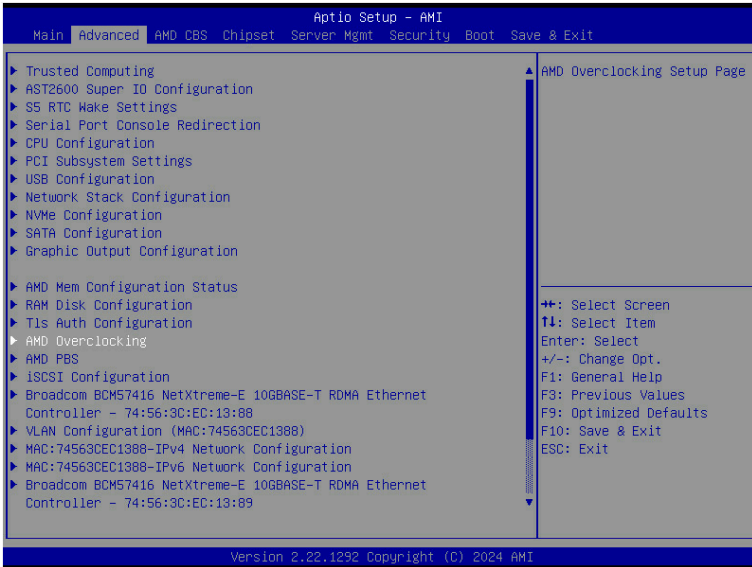 Aptio Setup – AMI
Main Advanced AMD CBS Chipset Server Mgmt Security Boot Save & Exit
Trusted Computing
AST2600 Super IO Configuration
S5 RTC Wake Settings
Serial Port Console Redirection
CPU Configuration
PCI Subsystem Settings
USB Configuration
Network Stack Configuration
NVMe Configuration
SATA Configuration
Graphic Output Configuration
AMD Mem Configuration Status
RAM Disk Configuration
Tls Auth Configuration
AMD Overclocking
AMD PBS
iSCSI Configuration
Broadcom BCM57416 NetXtreme-E 10GBASE-T RDMA Ethernet
Controller – 74:56:3C:EC:13:88
VLAN Configuration (MAC:74563CEC1388)
MAC:74563CEC1388-IPv4 Network Configuration
MAC:74563CEC1388-IPv6 Network Configuration
Broadcom BCM57416 NetXtreme-E 10GBASE-T RDMA Ethernet
Controller – 74:56:3C:EC:13:89
AMD Overclocking Setup Page
→←: Select Screen
↑↓: Select Item
Enter: Select
+/-: Change Opt.
F1: General Help
F3: Previous Values
F9: Optimized Defaults
F10: Save & Exit
ESC: Exit
Version 2.22.1292 Copyright (C) 2024 AMI